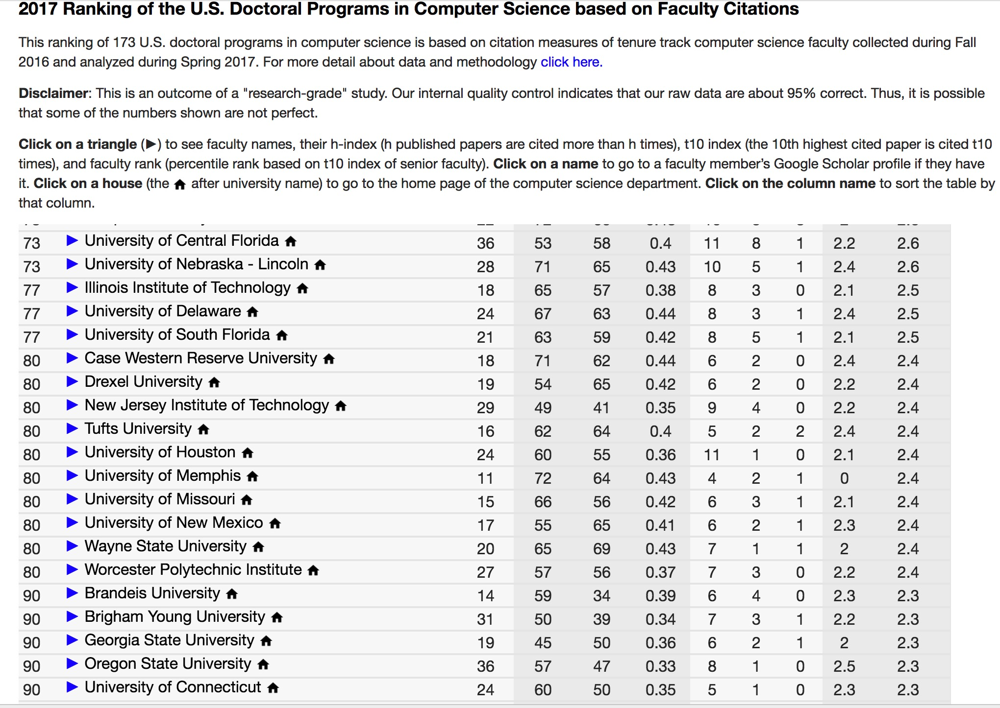 2017 Ranking of the U.S. Doctoral Programs in Computer Science based on Faculty Citations
This ranking of 173 U.S. doctoral programs in computer science is based on citation measures of tenure track computer science faculty collected during Fall
2016 and analyzed during Spring 2017. For more detail about data and methodology click here.
Disclaimer: This is an outcome of a "research-grade" study. Our internal quality control indicates that our raw data are about 95% correct. Thus, it is possible
that some of the numbers shown are not perfect.
Click on a triangle (▶) to see faculty names, their h-index (h published papers are cited more than h times), t10 index (the 10th highest cited paper is cited t10
times), and faculty rank (percentile rank based on t10 index of senior faculty). Click on a name to go to a faculty member's Google Scholar profile if they have
it. Click on a house (the after university name) to go to the home page of the computer science department. Click on the column name to sort the table by
that column.
73 ▶ University of Central Florida 36 53 58 0.4 11 8 1 2.2 2.6
73 ▶ University of Nebraska - Lincoln 28 71 65 0.43 10 5 1 2.4 2.6
77 ▶ Illinois Institute of Technology 18 65 57 0.38 8 3 0 2.1 2.5
77 ▶ University of Delaware 24 67 63 0.44 8 3 1 2.4 2.5
77 ▶ University of South Florida 21 63 59 0.42 8 5 1 2.1 2.5
80 ▶ Case Western Reserve University 18 71 62 0.44 6 2 0 2.4 2.4
80 ▶ Drexel University 19 54 65 0.42 6 2 0 2.2 2.4
80 ▶ New Jersey Institute of Technology 29 49 41 0.35 9 4 0 2.2 2.4
80 ▶ Tufts University 16 62 64 0.4 5 2 2 2.4 2.4
80 ▶ University of Houston 24 60 55 0.36 11 1 0 2.1 2.4
80 ▶ University of Memphis 11 72 64 0.43 4 2 1 0 2.4
80 ▶ University of Missouri 15 66 56 0.42 6 3 1 2.1 2.4
80 ▶ University of New Mexico 17 55 65 0.41 6 2 1 2.3 2.4
80 ▶ Wayne State University 20 65 69 0.43 7 1 1 2 2.4
80 ▶ Worcester Polytechnic Institute 27 57 56 0.37 7 3 0 2.2 2.4
90 ▶ Brandeis University 14 59 34 0.39 6 4 0 2.3 2.3
90 ▶ Brigham Young University 31 50 39 0.34 7 3 1 2.2 2.3
90 ▶ Georgia State University 19 45 50 0.36 6 2 1 2 2.3
90 ▶ Oregon State University 36 57 47 0.33 8 1 0 2.5 2.3
90 ▶ University of Connecticut 24 60 50 0.35 5 1 0 2.3 2.3